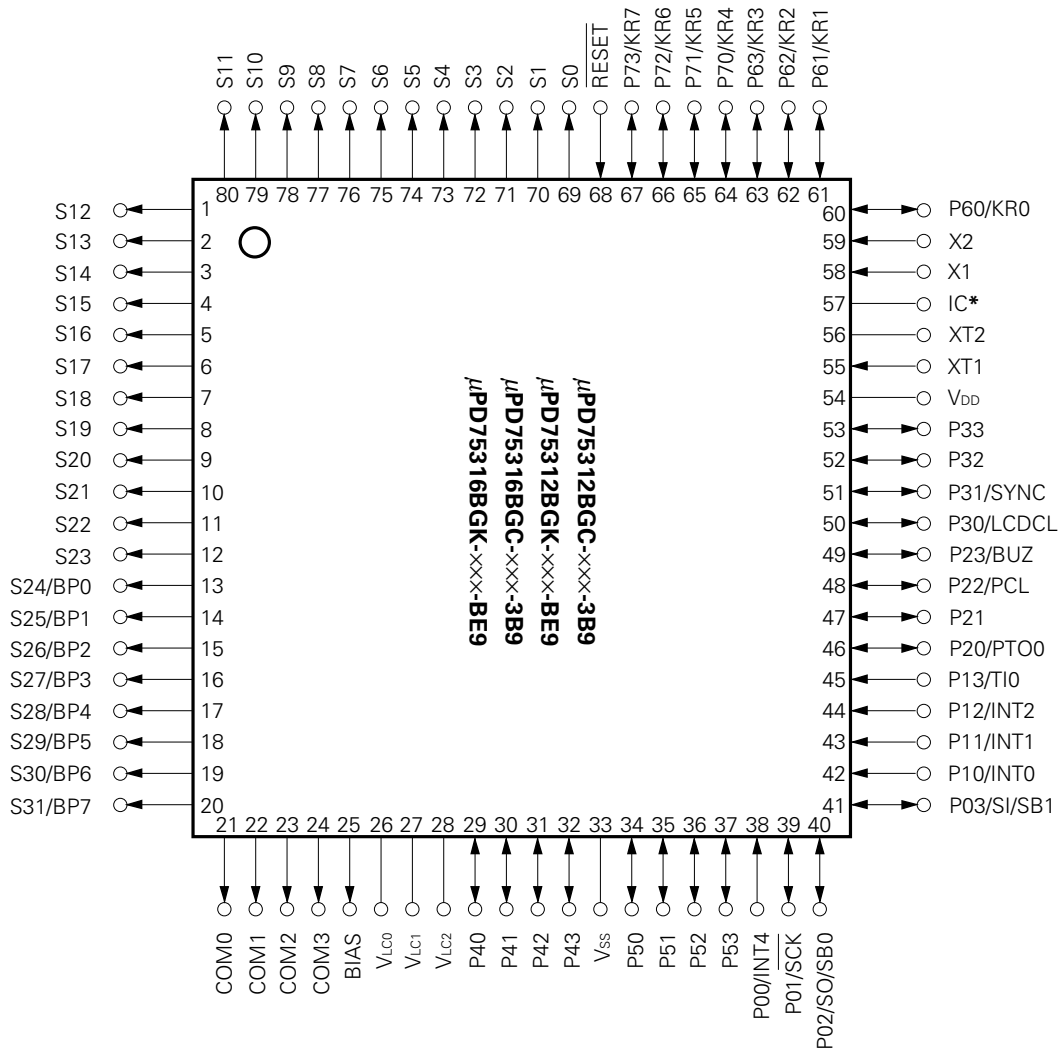 S11
S10
S9
S8
S7
S6
S5
S4
S3
S2
S1
S0
RESET
P73/KR7
P72/KR6
P71/KR5
P70/KR4
P63/KR3
P62/KR2
P61/KR1
80 79 78 77 76 75 74 73 72 71 70 69 68 67 66 65 64 63 62 61
S12 1
S13 2
S14 3
S15 4
S16 5
S17 6
S18 7
S19 8
S20 9
S21 10
S22 11
S23 12
S24/BP0 13
S25/BP1 14
S26/BP2 15
S27/BP3 16
S28/BP4 17
S29/BP5 18
S30/BP6 19
S31/BP7 20
μPD75312BGC-×××-3B9
μPD75312BGK-×××-BE9
μPD75316BGC-×××-3B9
μPD75316BGK-×××-BE9
60 P60/KR0
59 X2
58 X1
57 IC*
56 XT2
55 XT1
54 VDD
53 P33
52 P32
51 P31/SYNC
50 P30/LCDCL
49 P23/BUZ
48 P22/PCL
47 P21
46 P20/PTO0
45 P13/TI0
44 P12/INT2
43 P11/INT1
42 P10/INT0
41 P03/SI/SB1
21 22 23 24 25 26 27 28 29 30 31 32 33 34 35 36 37 38 39 40
COM0
COM1
COM2
COM3
BIAS
VLC0
VLC1
VLC2
P40
P41
P42
P43
VSS
P50
P51
P52
P53
P00/INT4
P01/SCK
P02/SO/SB0